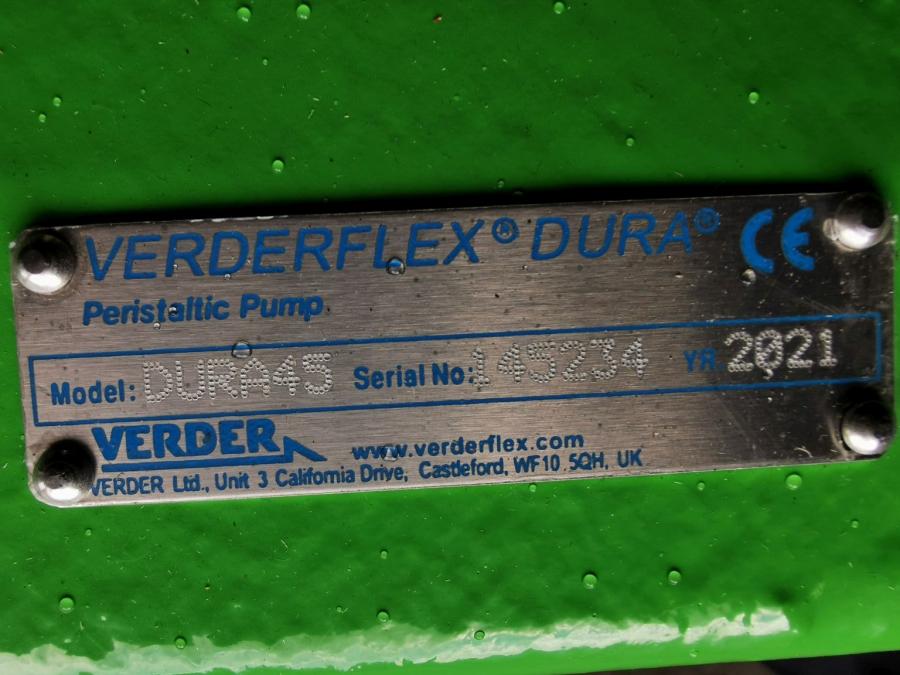 VERDERFLEX® DURA® CE
Peristaltic Pump
Model: DURA45 Serial No: 145234 YR. 2021
VERDER
www.verderflex.com
VERDER Ltd., Unit 3 California Drive, Castleford, WF10 5QH, UK